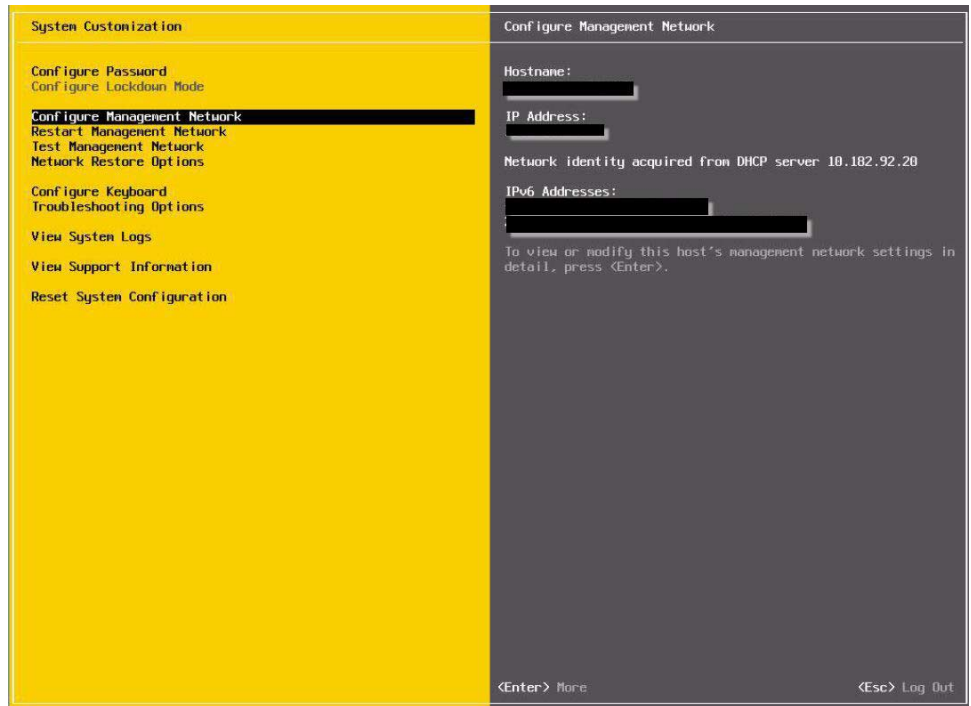 System Customization
Configure Password
Configure Lockdown Mode
Configure Management Network
Restart Management Network
Test Management Network
Network Restore Options
Configure Keyboard
Troubleshooting Options
View System Logs
View Support Information
Reset System Configuration
Configure Management Network
Hostname:
IP Address:
Network identity acquired from DHCP server 10.102.92.20
IPv6 Addresses:
To view or modify this host's management network settings in
detail, press <Enter>.
<Enter> More
<Esc> Log Out